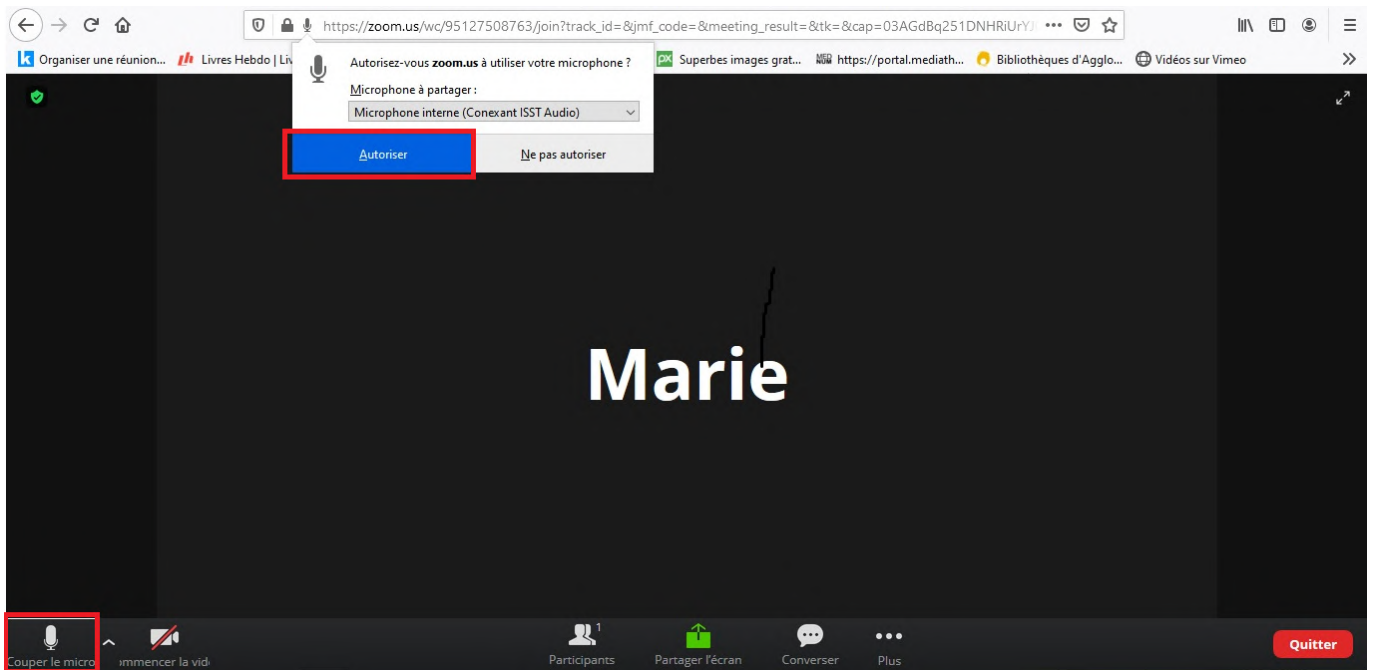 https://zoom.us/wc/95127508763/join?track_id=&jmf_code=&meeting_result=&tk=&cap=03AGdBq251DNHRiUrYJ
Organiser une réunion... Livres Hebdo | Liv Superbes images grat... https://portal.mediath... Bibliothèques d'Agglo... Vidéos sur Vimeo
Autorisez-vous zoom.us à utiliser votre microphone ?
Microphone à partager :
Microphone interne (Conexant ISST Audio)
Autoriser Ne pas autoriser
Marie
1
Couper le micro ommencer la vid Participants Partager l'écran Converser Plus Quitter